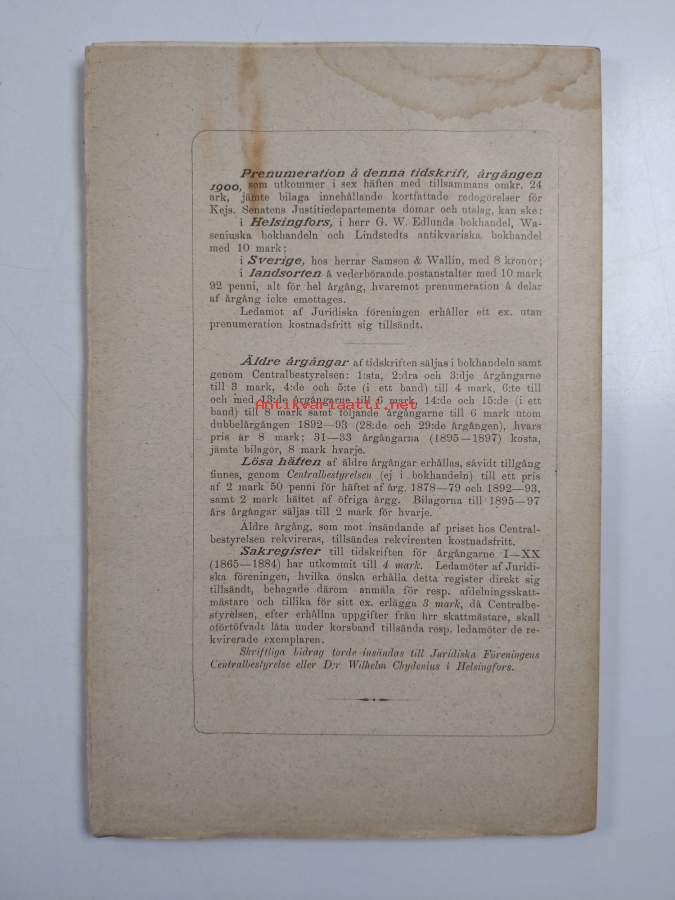 Prenumeration å denna tidskrift, årgången
1900, som utkommer i sex häften med tillsammans omkr. 24
ark, jämte bilaga innehållande kortfattade redogörelser för
Kejs. Senatens Justitiedepartements domar och utslag, kan ske:
i Helsingfors, i herr G. W. Edlunds bokhandel, Wa-
seniuska bokhandeln och Lindstedts antikvariska bokhandel
med 10 mark;
i Sverige, hos herrar Samson & Wallin, med 8 kronor;
i landsorten å vederbörande postanstalter med 10 mark
92 penni, alt för hel årgång, hvaremot prenumeration å delar
af årgång icke emottages.
Ledamot af Juridiska föreningen erhåller ett ex. utan
prenumeration kostnadsfritt sig tillsändt.
Äldre årgångar af tidskriften säljas i bokhandeln samt
genom Centralbestyrelsen: 1:sta, 2:dra och 3:dje årgångarne
till 3 mark, 4:de och 5:te (i ett band) till 4 mark, 6:te till
och med 13:de årgångarne till 6 mark, 14:de och 15:de (i ett
Antikvariaatti.net
band) till 8 mark samt följande årgångarne till 6 mark utom
dubbelårgången 1892—93 (28:de och 29:de årgången), hvars
pris är 8 mark; 31—33 årgångarna (1895—1897) kosta,
jämte bilagor, 8 mark hvarje.
Lösa häften af äldre årgångar erhållas, såvidt tillgång
finnes, genom Centralbestyrelsen (ej i bokhandeln) till ett pris
af 2 mark 50 penni för häftet af årg. 1878—79 och 1892—93,
samt 2 mark häftet af öfriga årgg. Bilagorna till 1895—97
års årgångar säljas till 2 mark för hvarje.
Äldre årgång, som mot insändande af priset hos Central-
bestyrelsen rekvireras, tillsändes rekvirenten kostnadsfritt.
Sakregister till tidskriften för årgångarne I—XX
(1865—1884) har utkommit till 4 mark. Ledamöter af Juridi-
ska föreningen, hvilka önska erhålla detta register direkt sig
tillsändt, behagade därom anmäla för resp. afdelningsskatt-
mästare och tillika för sitt ex. erlägga 3 mark, då Centralbe-
styrelsen, efter erhållna uppgifter från hrr skattmästare, skall
oförtöfvadt låta under korsband tillsända resp. ledamöter de re-
kvirerade exemplaren.
Skriftliga bidrag torde insändas till Juridiska Föreningens
Centralbestyrelse eller D:r Wilhelm Chydenius i Helsingfors.